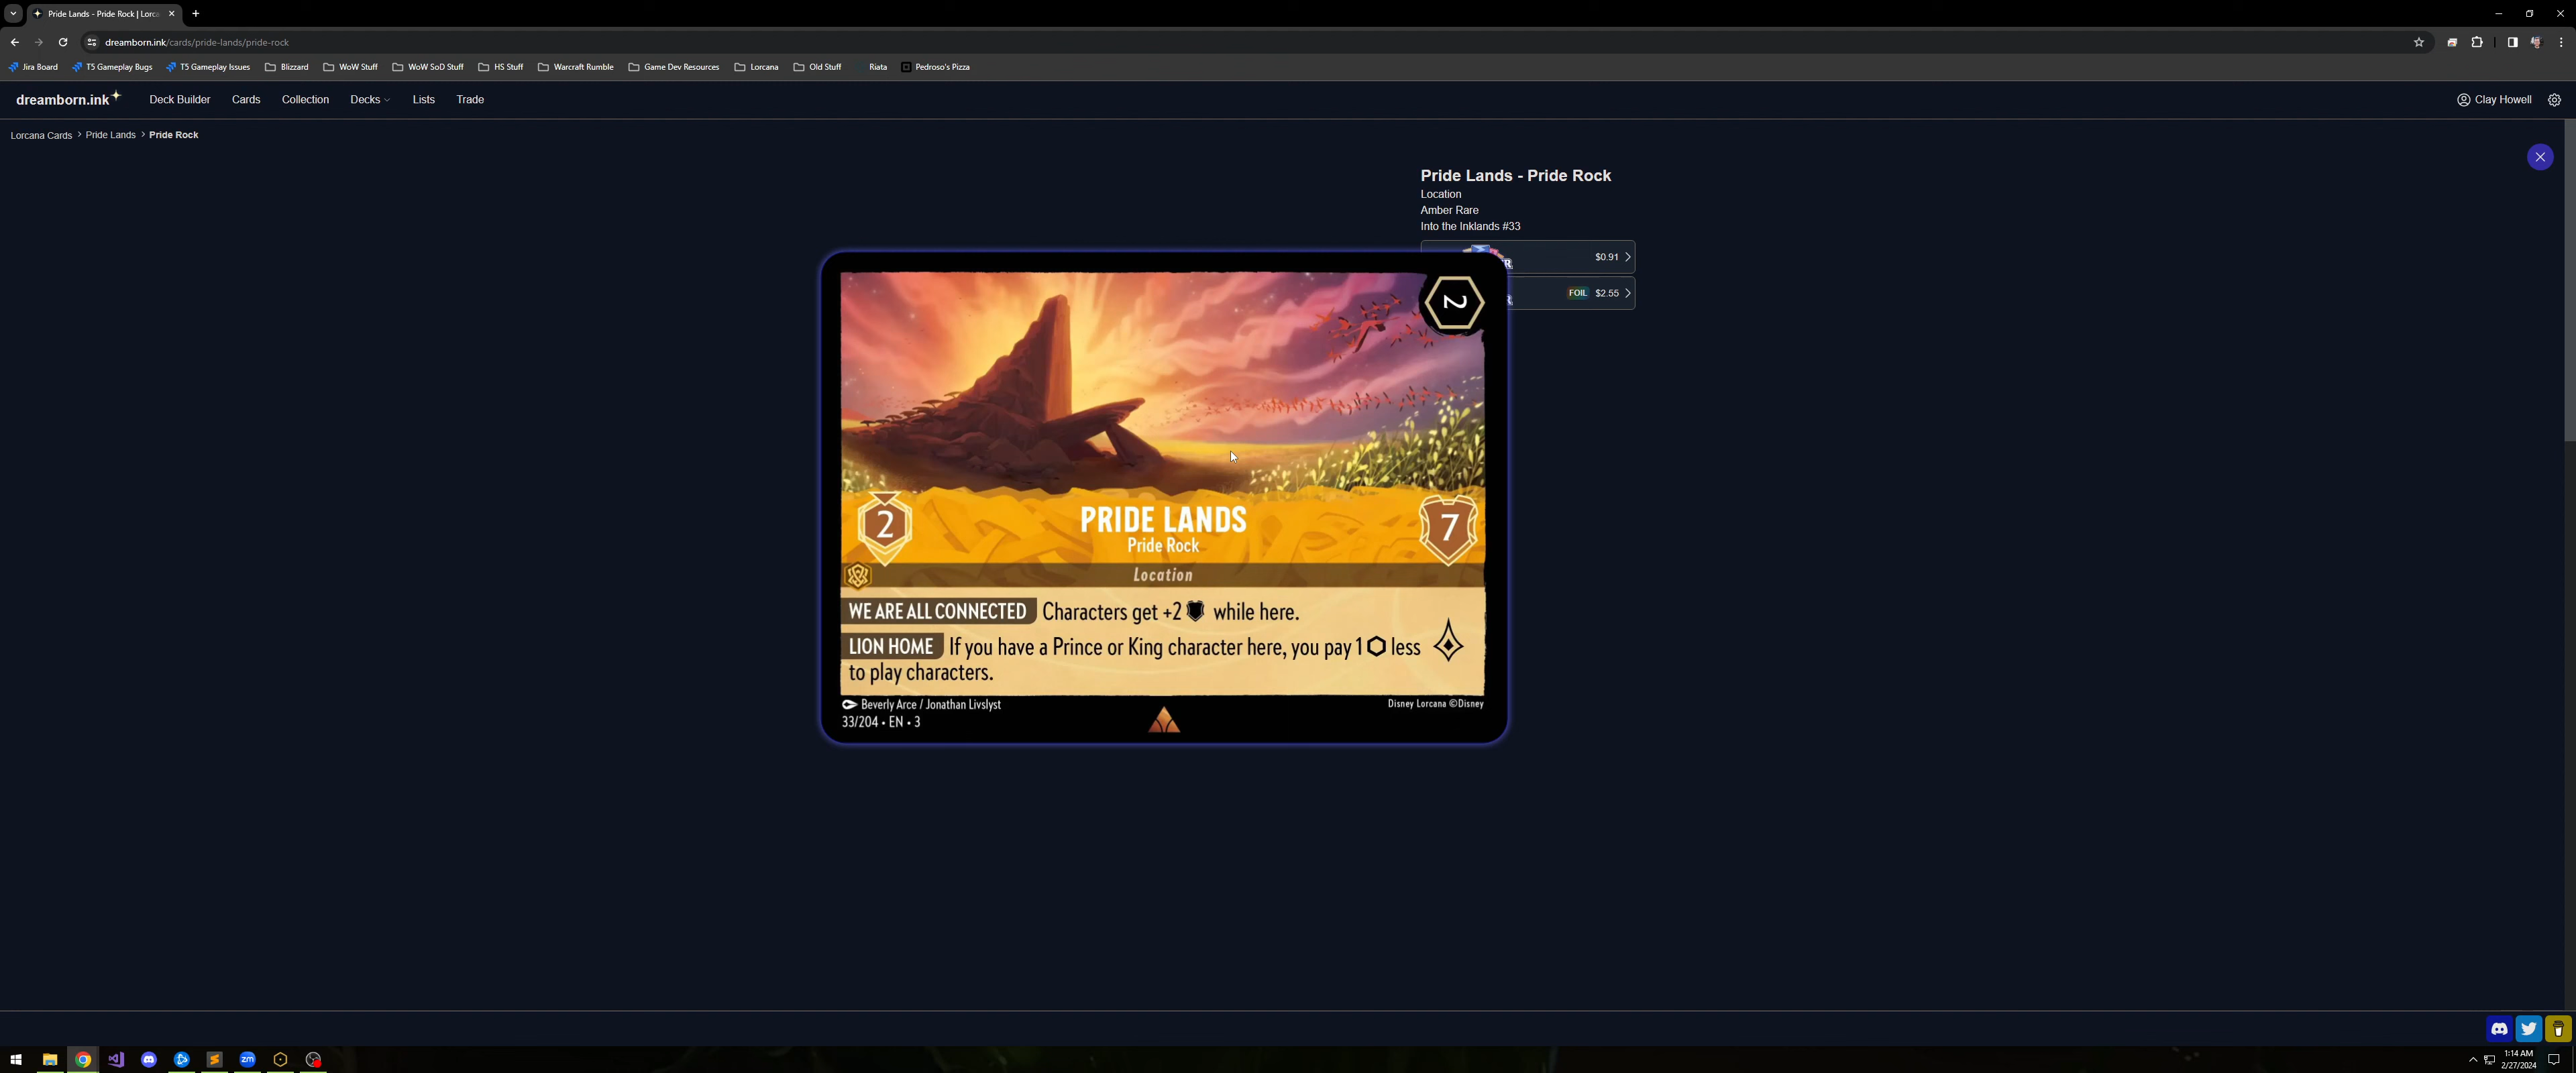 Pride Lands - Pride Rock | Lorca
dreamborn.ink/cards/pride-lands/pride-rock
Jira Board
T5 Gameplay Bugs
T5 Gameplay Issues
Blizzard
WoW Stuff
WoW SoD Stuff
HS Stuff
Warcraft Rumble
Game Dev Resources
Lorcana
Old Stuff
Riata
Pedroso's Pizza
dreamborn.ink
Deck Builder
Cards
Collection
Decks
Lists
Trade
Clay Howell
Lorcana Cards > Pride Lands > Pride Rock
Pride Lands - Pride Rock
Location
Amber Rare
Into the Inklands #33
$0.91
FOIL $2.55
2
2
PRIDE LANDS
7
Pride Rock
Location
WE ARE ALL CONNECTED Characters get +2 while here.
LION HOME If you have a Prince or King character here, you pay 1 less
to play characters.
Beverly Arce / Jonathan Livslyst
Disney Lorcana ©Disney
33/204 • EN • 3
zm
1:14 AM
2/27/2024